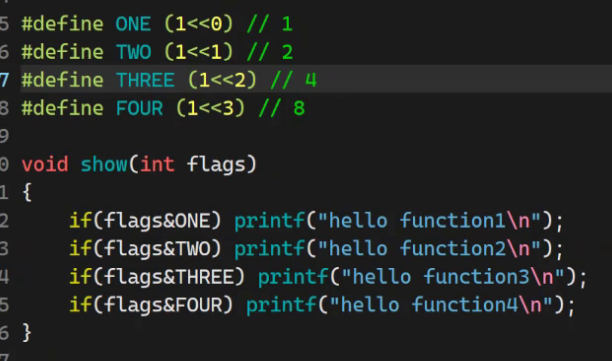 5 #define ONE (1<<0) // 1
6 #define TWO (1<<1) // 2
7 #define THREE (1<<2) // 4
8 #define FOUR (1<<3) // 8
9
0 void show(int flags)
1 {
2     if(flags&ONE) printf("hello function1\n");
3     if(flags&TWO) printf("hello function2\n");
4     if(flags&THREE) printf("hello function3\n");
5     if(flags&FOUR) printf("hello function4\n");
6 }